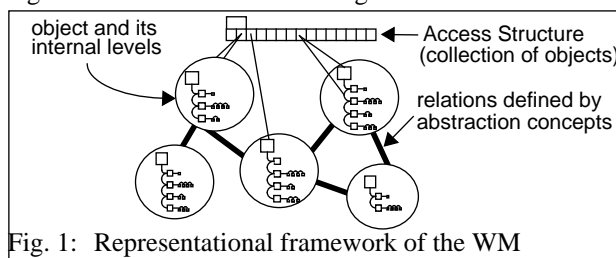 object and its
internal levels
Access Structure
(collection of objects)
relations defined by
abstraction concepts
Fig. 1: Representational framework of the WM